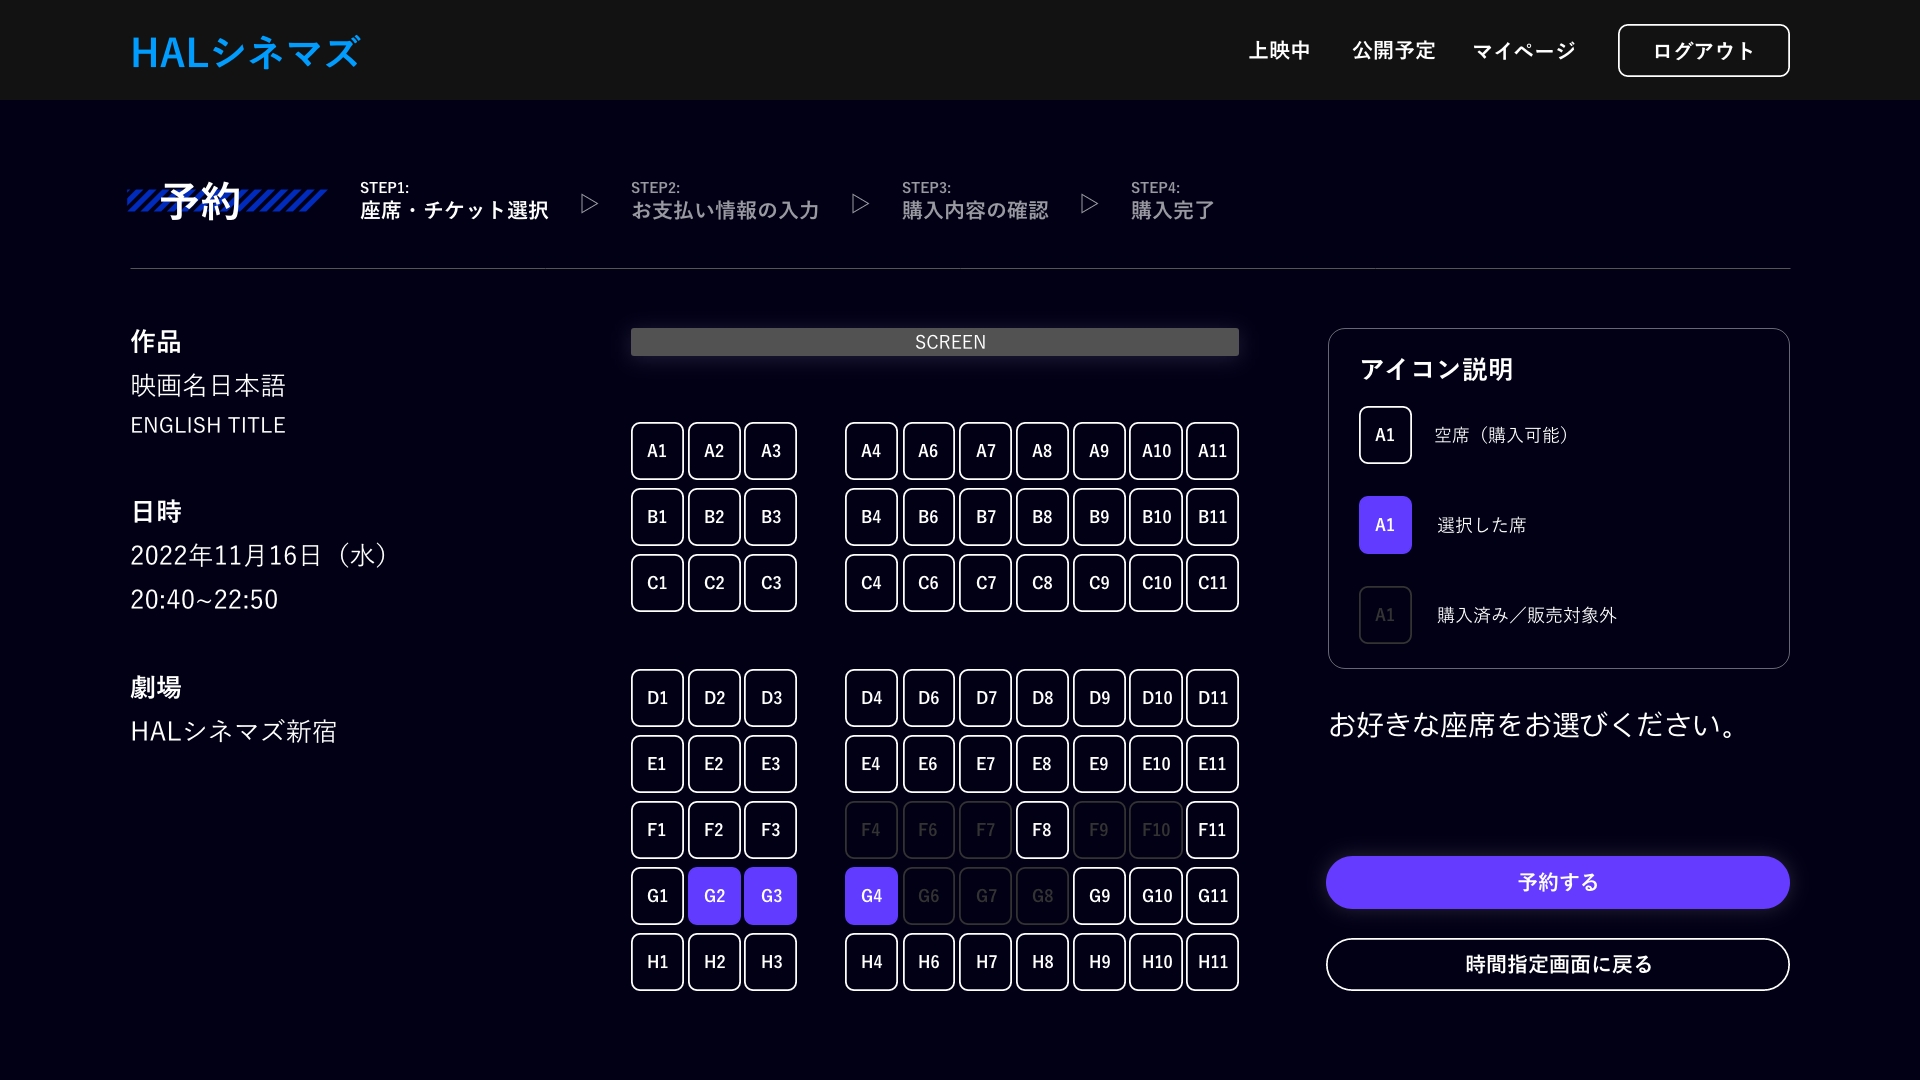 HALシネマズ
上映中 公開予定 マイページ ログアウト
予約
STEP1:
座席・チケット選択
STEP2:
お支払い情報の入力
STEP3:
購入内容の確認
STEP4:
購入完了
作品
映画名日本語
ENGLISH TITLE
日時
2022年11月16日（水）
20:40~22:50
劇場
HALシネマズ新宿
SCREEN
A1 A2 A3 A4 A6 A7 A8 A9 A10 A11
B1 B2 B3 B4 B6 B7 B8 B9 B10 B11
C1 C2 C3 C4 C6 C7 C8 C9 C10 C11
D1 D2 D3 D4 D6 D7 D8 D9 D10 D11
E1 E2 E3 E4 E6 E7 E8 E9 E10 E11
F1 F2 F3 F4 F6 F7 F8 F9 F10 F11
G1 G2 G3 G4 G6 G7 G8 G9 G10 G11
H1 H2 H3 H4 H6 H7 H8 H9 H10 H11
アイコン説明
A1 空席（購入可能）
A1 選択した席
A1 購入済み／販売対象外
お好きな座席をお選びください。
予約する
時間指定画面に戻る